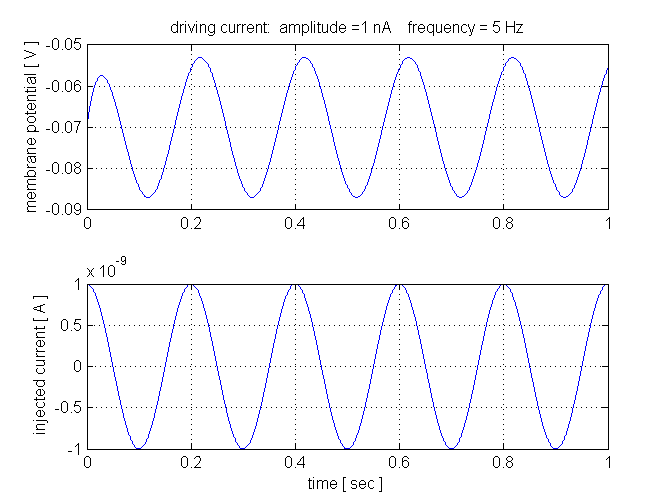 driving current:  amplitude =1 nA    frequency = 5 Hz
membrane potential [ V ]
-0.05
-0.06
-0.07
-0.08
-0.09
0 0.2 0.4 0.6 0.8 1
x 10^-9
injected current [ A ]
1
0.5
0
-0.5
-1
0 0.2 0.4 0.6 0.8 1
time [ sec ]